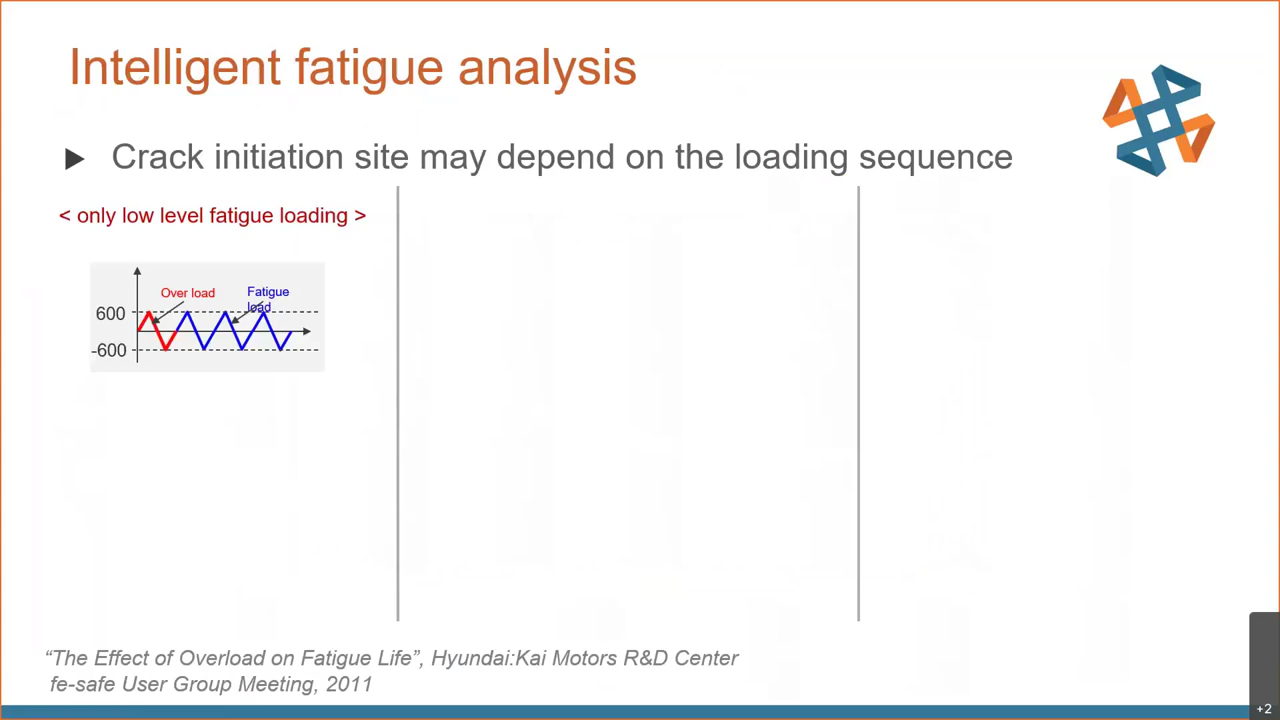 Intelligent fatigue analysis
► Crack initiation site may depend on the loading sequence
< only low level fatigue loading >
Over load
Fatigue
load
600
-600
“The Effect of Overload on Fatigue Life”, Hyundai:Kai Motors R&D Center
fe-safe User Group Meeting, 2011
+2